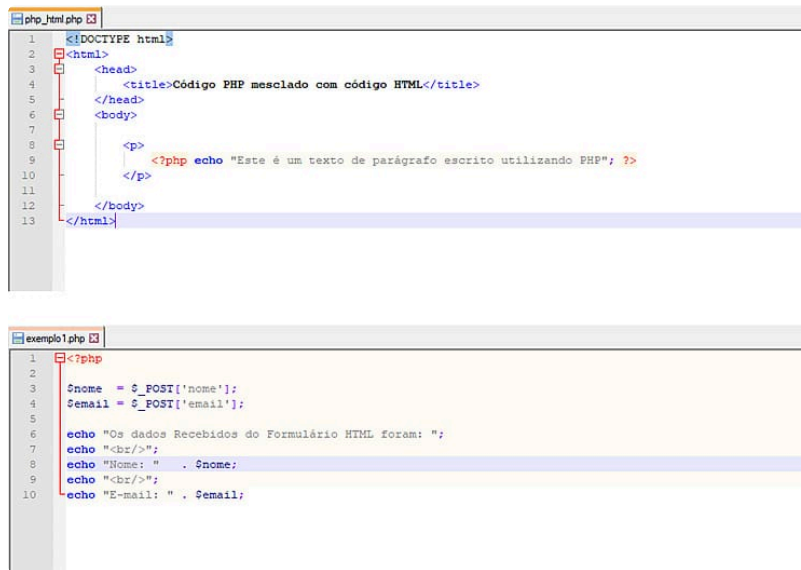 php_html.php
1 <!DOCTYPE html>
2 <html>
3 <head>
4 <title>Código PHP mesclado com código HTML</title>
5 </head>
6 <body>
7
8 <p>
9 <?php echo "Este é um texto de parágrafo escrito utilizando PHP"; ?>
10 </p>
11
12 </body>
13 </html>
exemplo1.php
1 <?php
2
3 $nome  = $_POST['nome'];
4 $email = $_POST['email'];
5
6 echo "Os dados Recebidos do Formulário HTML foram: ";
7 echo "<br/>";
8 echo "Nome: "   . $nome;
9 echo "<br/>";
10 echo "E-mail: " . $email;